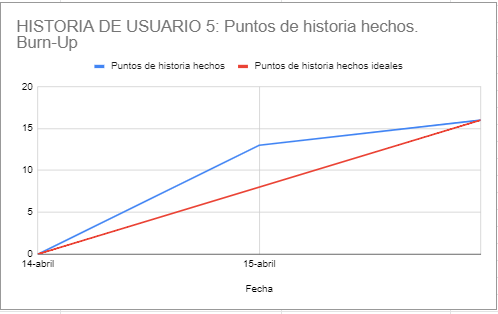 HISTORIA DE USUARIO 5: Puntos de historia hechos.
Burn-Up
Puntos de historia hechos
Puntos de historia hechos ideales
20
15
10
5
0
14-abril
15-abril
Fecha